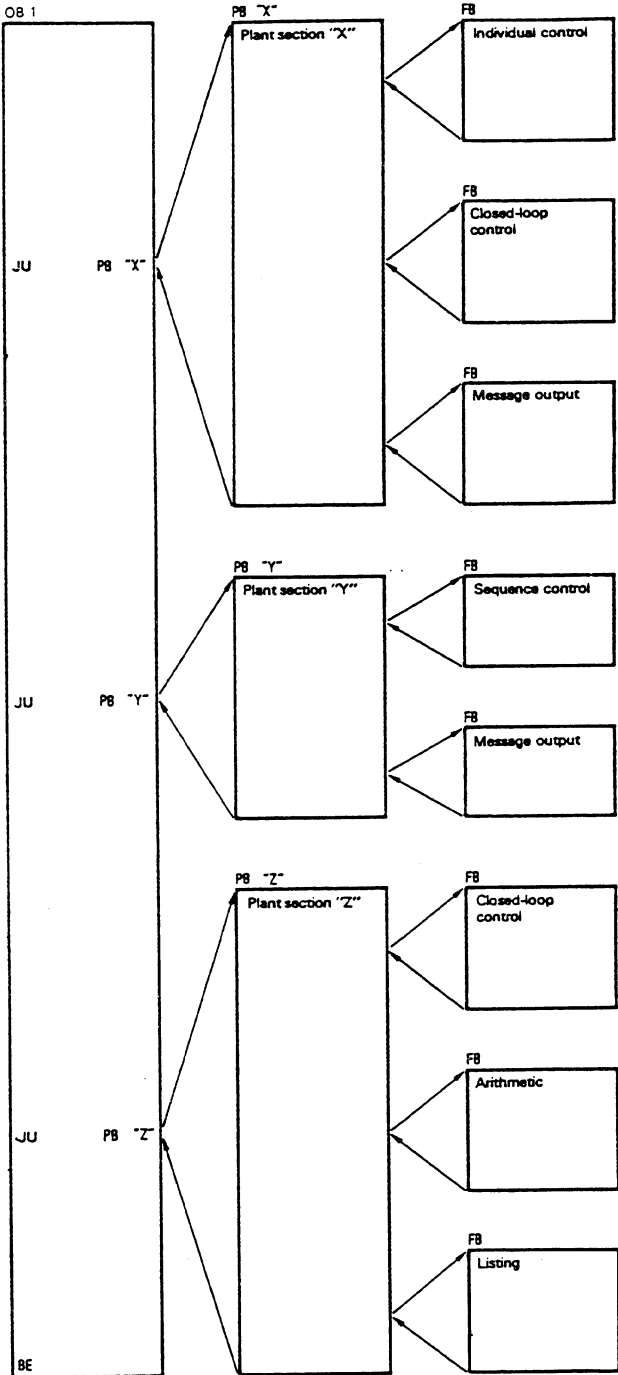 OB 1
PB "X"
FB
Plant section "X"
Individual control
FB
Closed-loop
control
JU PB "X"
FB
Message output
PB "Y"
FB
Plant section "Y"
Sequence control
JU PB "Y"
FB
Message output
PB "Z"
FB
Plant section "Z"
Closed-loop
control
FB
Arithmetic
JU PB "Z"
FB
Listing
BE